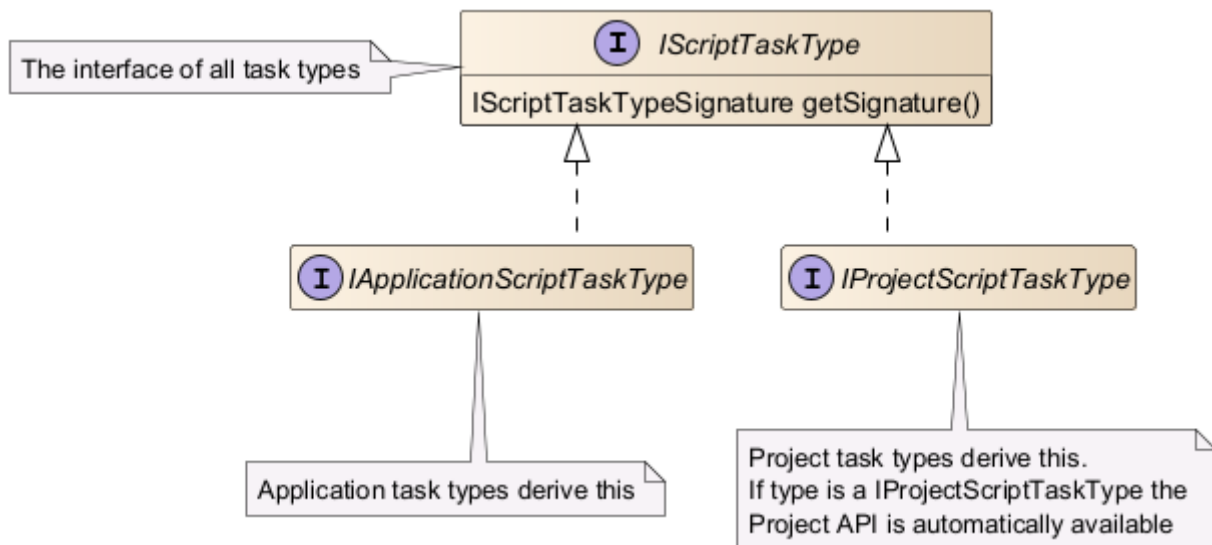 I IScriptTaskType
The interface of all task types
IScriptTaskTypeSignature getSignature()
I IApplicationScriptTaskType
I IProjectScriptTaskType
Application task types derive this
Project task types derive this.
If type is a IProjectScriptTaskType the
Project API is automatically available